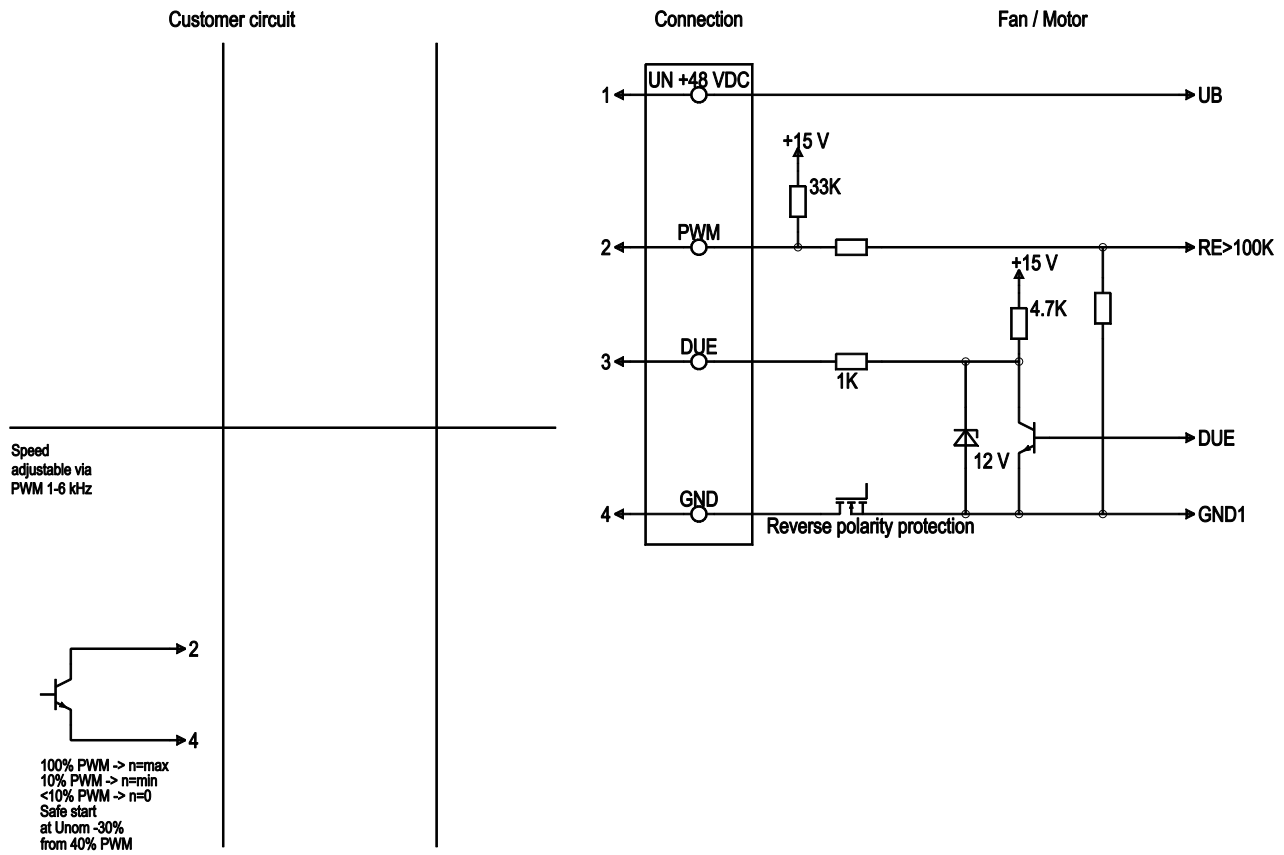 Customer circuit
Connection
Fan / Motor
UN +48 VDC
1
UB
+15 V
33K
PWM
2
RE>100K
+15 V
4.7K
DUE
3
1K
Speed
adjustable via
PWM 1-6 kHz
DUE
12 V
GND
4
GND1
Reverse polarity protection
2
4
100% PWM -> n=max
10% PWM -> n=min
<10% PWM -> n=0
Safe start
at Unom -30%
from 40% PWM